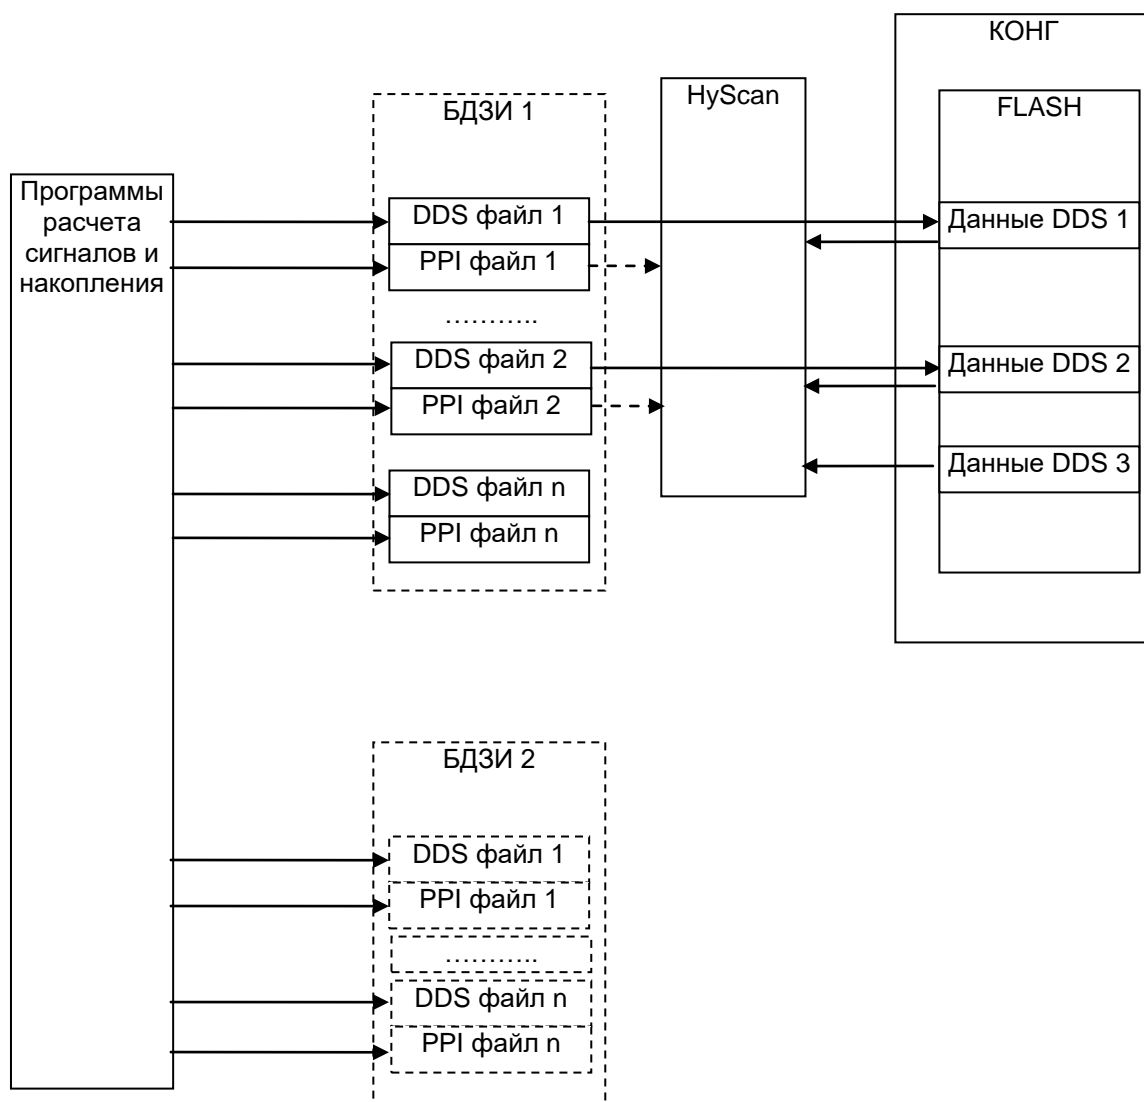 КОНГ
HyScan
БДЗИ 1
FLASH
Программы
расчета
сигналов и
накопления
DDS файл 1
Данные DDS 1
PPI файл 1
...........
DDS файл 2
Данные DDS 2
PPI файл 2
Данные DDS 3
DDS файл n
PPI файл n
БДЗИ 2
DDS файл 1
PPI файл 1
...........
DDS файл n
PPI файл n